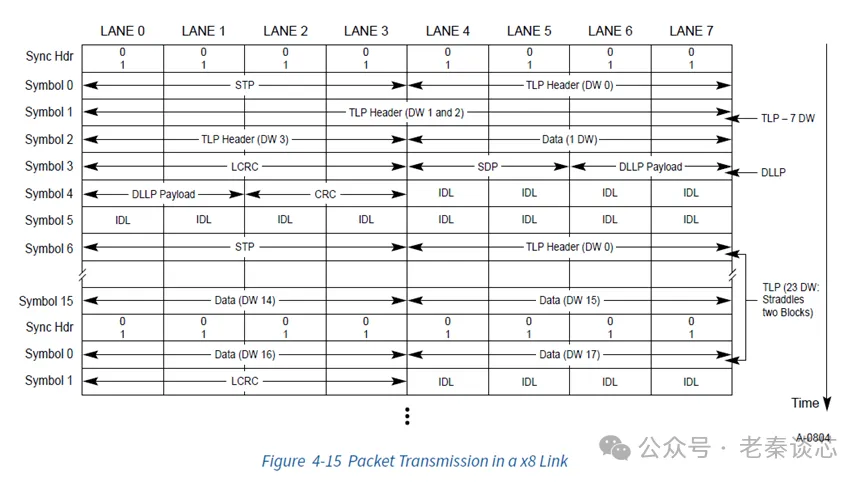 LANE 0 LANE 1 LANE 2 LANE 3 LANE 4 LANE 5 LANE 6 LANE 7
Sync Hdr 0 0 0 0 0 0 0 0
1 1 1 1 1 1 1 1
Symbol 0 STP TLP Header (DW 0)
Symbol 1 TLP Header (DW 1 and 2)
TLP – 7 DW
Symbol 2 TLP Header (DW 3) Data (1 DW)
Symbol 3 LCRC SDP DLLP Payload
DLLP
Symbol 4 DLLP Payload CRC IDL IDL IDL IDL
Symbol 5 IDL IDL IDL IDL IDL IDL IDL IDL
Symbol 6 STP TLP Header (DW 0)
TLP (23 DW:
Straddles
two Blocks)
Symbol 15 Data (DW 14) Data (DW 15)
Sync Hdr 0 0 0 0 0 0 0 0
1 1 1 1 1 1 1 1
Symbol 0 Data (DW 16) Data (DW 17)
Symbol 1 LCRC IDL IDL IDL IDL
Time
A-0804
公众号 · 老秦谈芯
Figure 4-15 Packet Transmission in a x8 Link